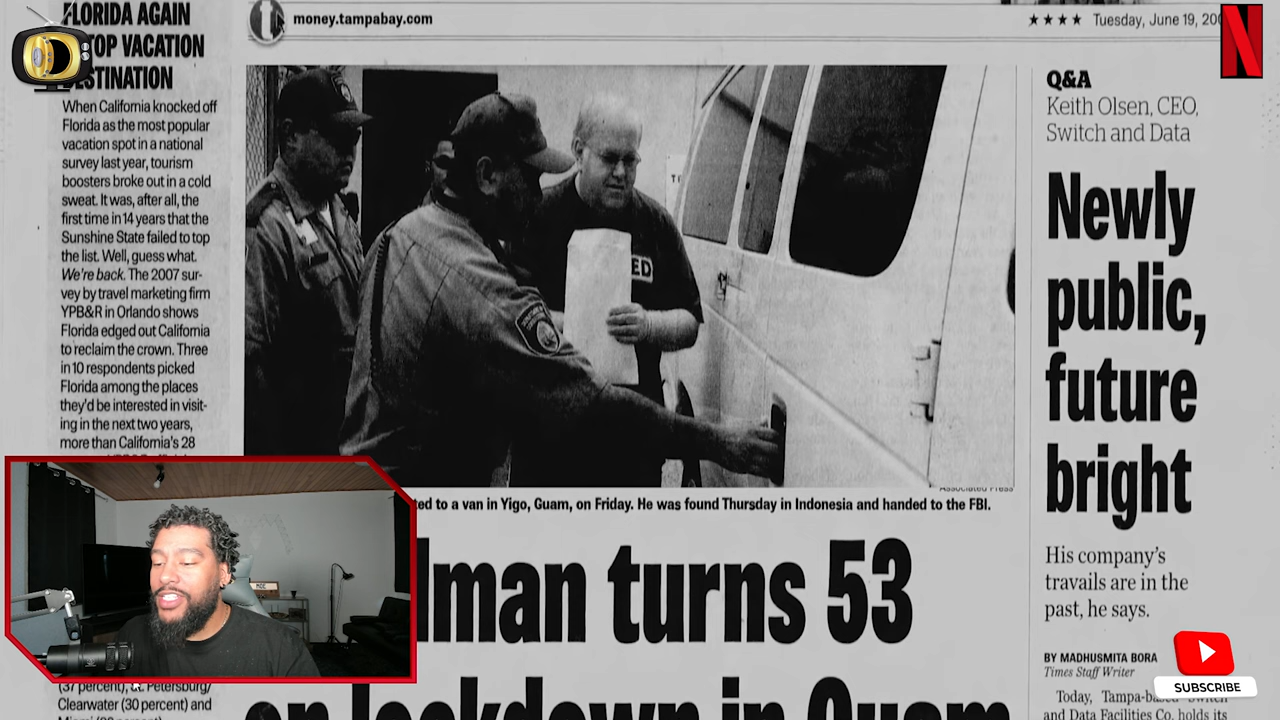 FLORIDA AGAIN
TOP VACATION
DESTINATION
When California knocked off
Florida as the most popular
vacation spot in a national
survey last year, tourism
boosters broke out in a cold
sweat. It was, after all, the
first time in 14 years that the
Sunshine State failed to top
the list. Well, guess what.
We're back. The 2007 sur-
vey by travel marketing firm
YPB&R in Orlando shows
Florida edged out California
to reclaim the crown. Three
in 10 respondents picked
Florida among the places
they'd be interested in visit-
ing in the next two years,
more than California's 28
(37 percent), St. Petersburg/
Clearwater (30 percent) and
t
money.tampabay.com
★★★★ Tuesday, June 19, 200
N
ED
Associated Press
ted to a van in Yigo, Guam, on Friday. He was found Thursday in Indonesia and handed to the FBI.
lman turns 53
on lockdown in Guam
Q&A
Keith Olsen, CEO,
Switch and Data
Newly
public,
future
bright
His company's
travails are in the
past, he says.
BY MADHUSMITA BORA
Times Staff Writer
Today, Tampa-based Switch
and Data Facilities Co. holds its
MOE
SUBSCRIBE